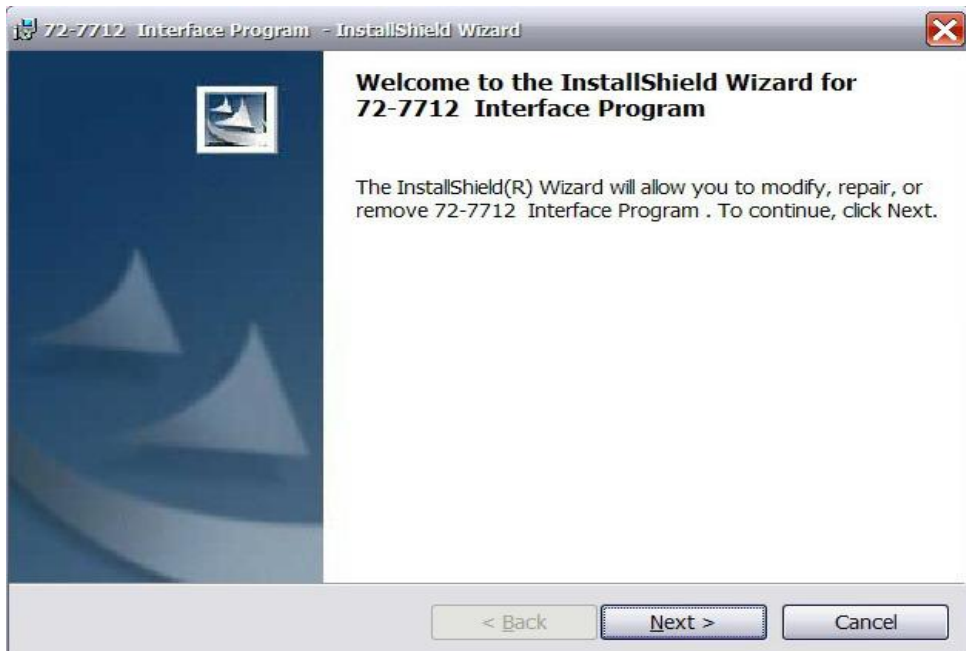 72-7712  Interface Program  - InstallShield Wizard
Welcome to the InstallShield Wizard for
72-7712  Interface Program
The InstallShield(R) Wizard will allow you to modify, repair, or
remove 72-7712  Interface Program . To continue, click Next.
< Back
Next >
Cancel